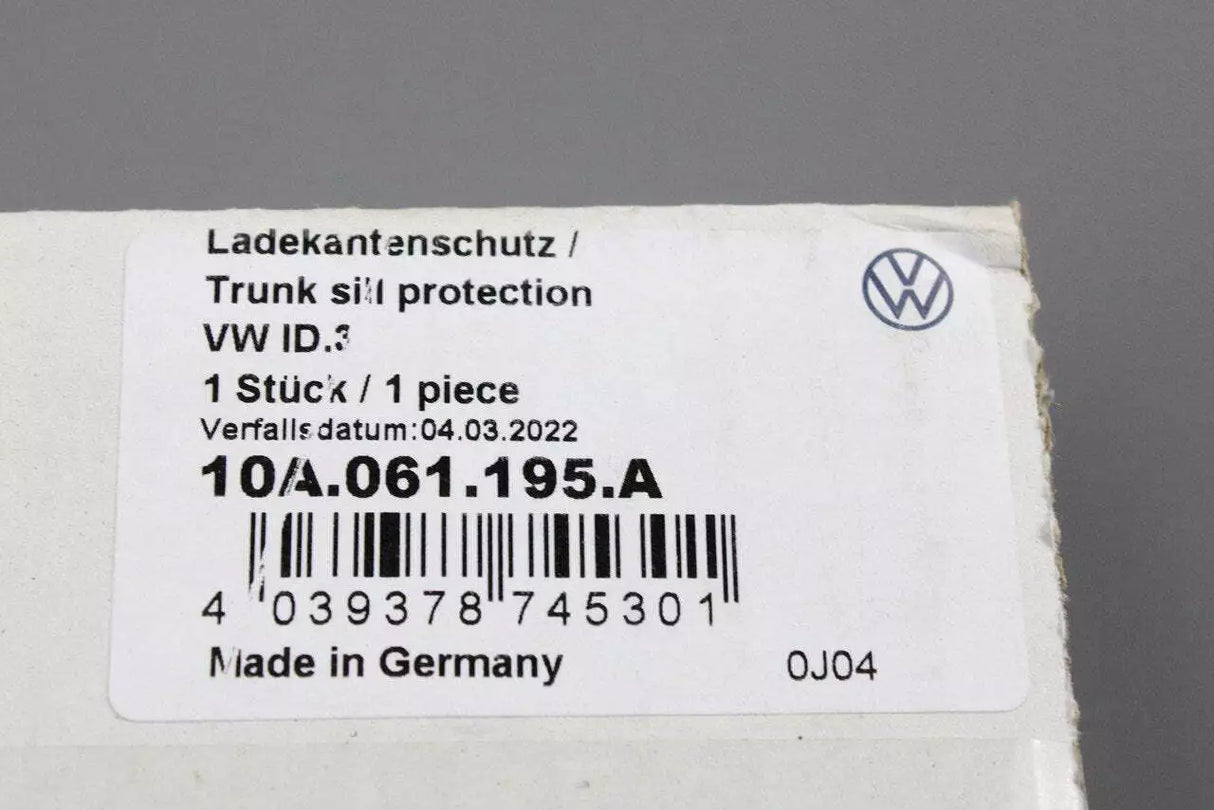 Ladekantenschutz /
Trunk sill protection
VW ID.3
1 Stück / 1 piece
Verfallsdatum:04.03.2022
10A.061.195.A
4 039378 745301
Made in Germany 0J04